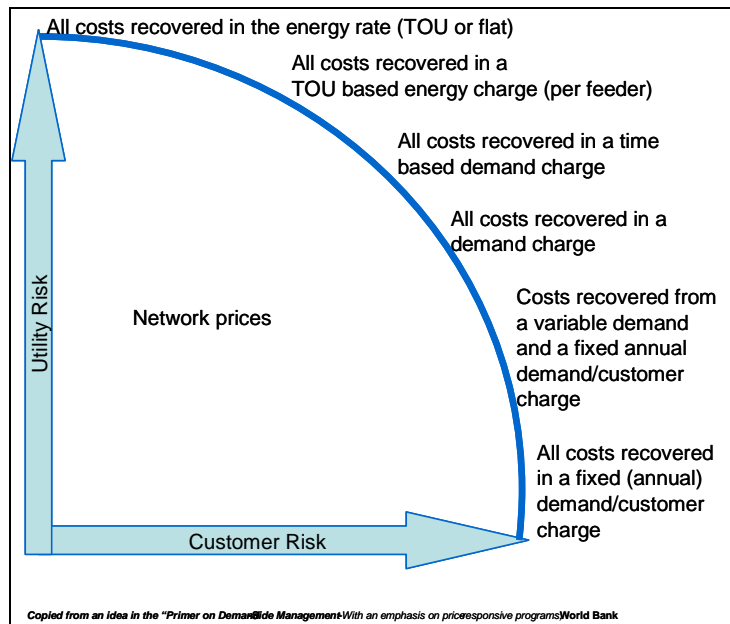 All costs recovered in the energy rate (TOU or flat)
All costs recovered in a
TOU based energy charge (per feeder)
All costs recovered in a time
based demand charge
All costs recovered in a
demand charge
Costs recovered from
a variable demand
and a fixed annual
demand/customer
charge
All costs recovered
in a fixed (annual)
demand/customer
charge
Utility Risk
Network prices
Customer Risk
Copied from an idea in the "Primer on Demand-Side Management-With an emphasis on price-responsive programs, World Bank